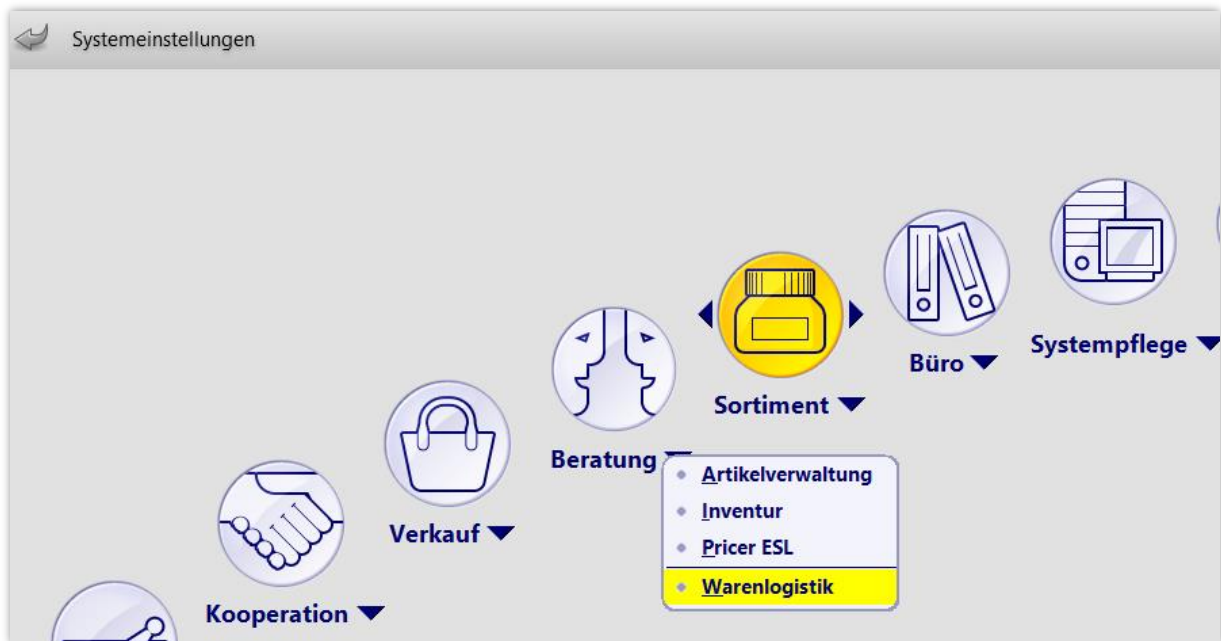 Systemeinstellungen
Systempflege
Büro
Sortiment
Beratung
Artikelverwaltung
Inventur
Pricer ESL
Warenlogistik
Verkauf
Kooperation